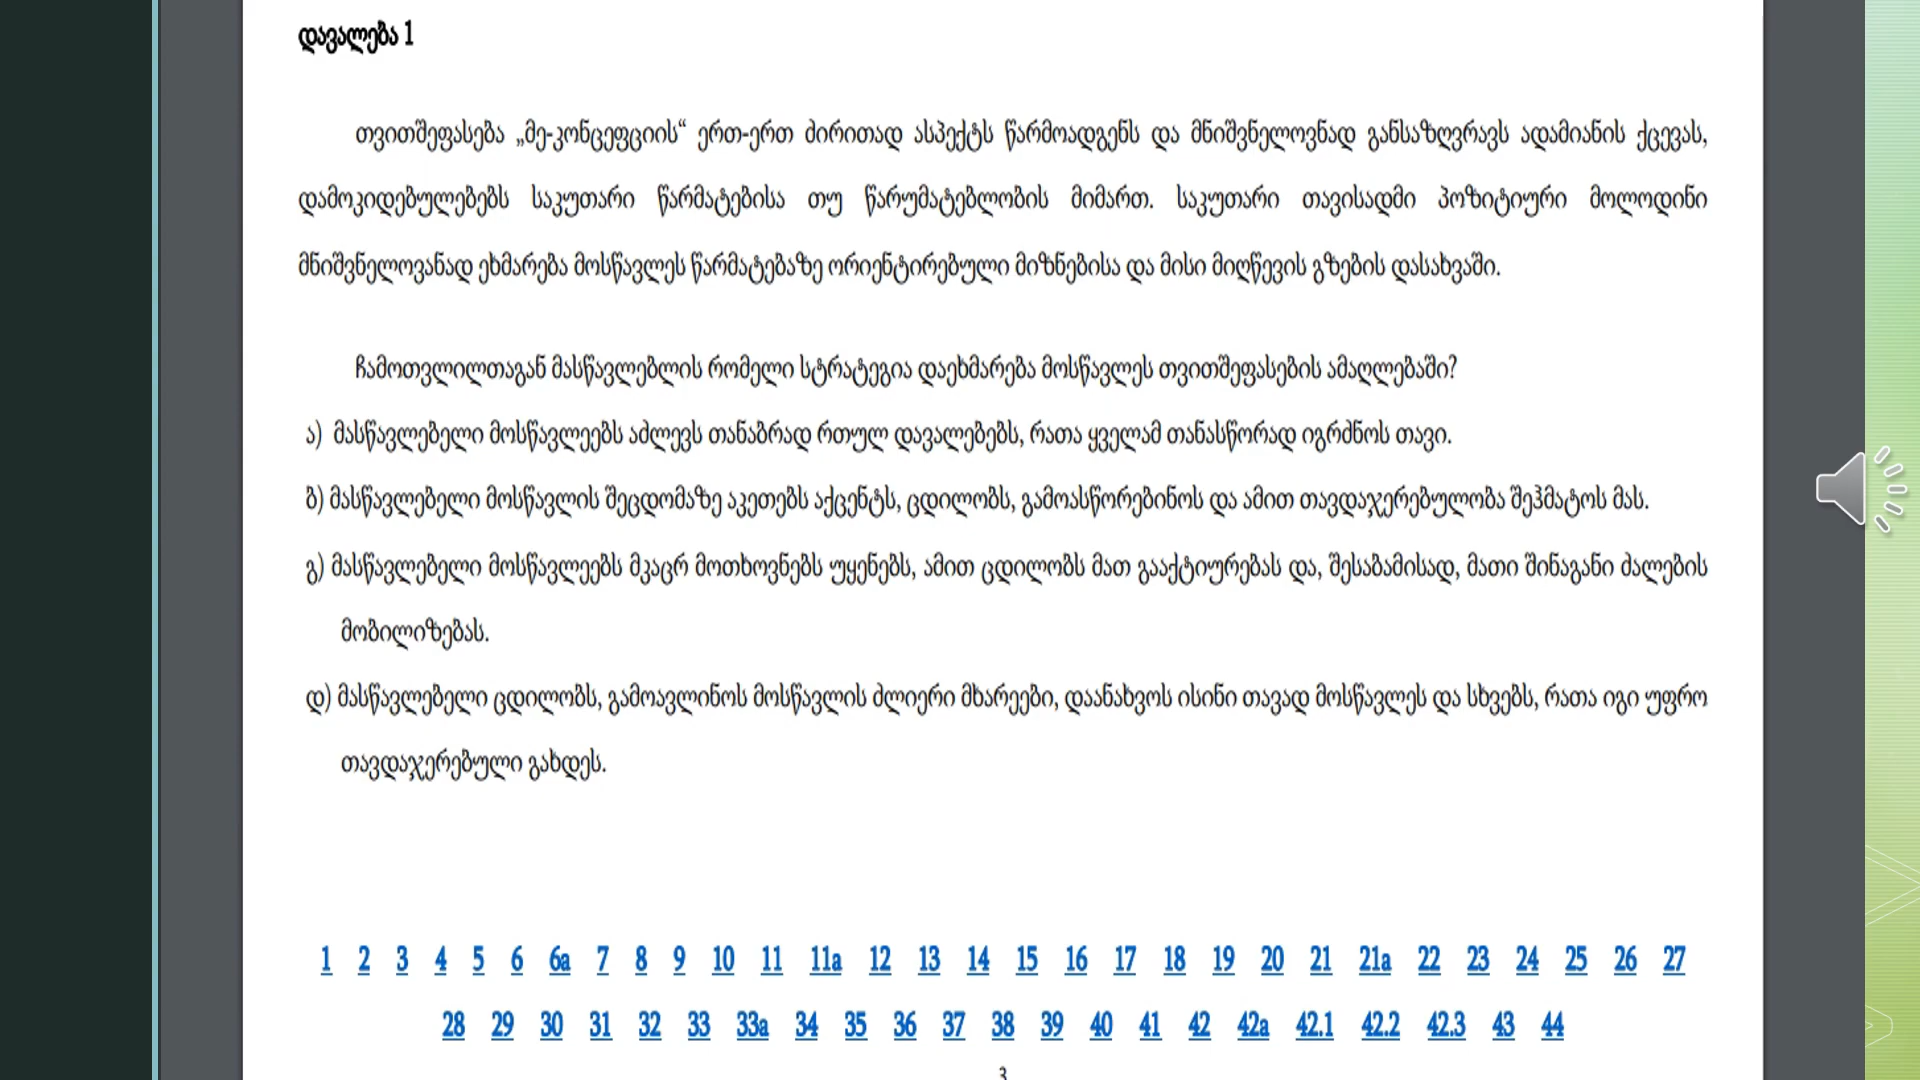 დავალება 1
თვითშეფასება „მე-კონცეფციის“ ერთ-ერთ ძირითად ასპექტს წარმოადგენს და მნიშვნელოვნად განსაზღვრავს ადამიანის ქცევას,
დამოკიდებულებებს საკუთარი წარმატებისა თუ წარუმატებლობის მიმართ. საკუთარი თავისადმი პოზიტიური მოლოდინი
მნიშვნელოვანად ეხმარება მოსწავლეს წარმატებაზე ორიენტირებული მიზნებისა და მისი მიღწევის გზების დასახვაში.
ჩამოთვლილთაგან მასწავლებლის რომელი სტრატეგია დაეხმარება მოსწავლეს თვითშეფასების ამაღლებაში?
ა) მასწავლებელი მოსწავლეებს აძლევს თანაბრად რთულ დავალებებს, რათა ყველამ თანასწორად იგრძნოს თავი.
ბ) მასწავლებელი მოსწავლის შეცდომაზე აკეთებს აქცენტს, ცდილობს, გამოასწორებინოს და ამით თავდაჯერებულობა შეჰმატოს მას.
გ) მასწავლებელი მოსწავლეებს მკაცრ მოთხოვნებს უყენებს, ამით ცდილობს მათ გააქტიურებას და, შესაბამისად, მათი შინაგანი ძალების
მობილიზებას.
დ) მასწავლებელი ცდილობს, გამოავლინოს მოსწავლის ძლიერი მხარეები, დაანახვოს ისინი თავად მოსწავლეს და სხვებს, რათა იგი უფრო
თავდაჯერებული გახდეს.
1 2 3 4 5 6 6a 7 8 9 10 11 11a 12 13 14 15 16 17 18 19 20 21 21a 22 23 24 25 26 27
28 29 30 31 32 33 33a 34 35 36 37 38 39 40 41 42 42a 42.1 42.2 42.3 43 44
3